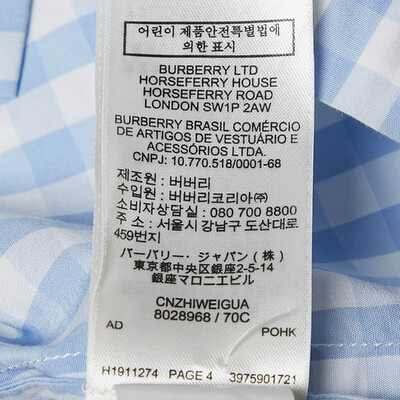 어린이 제품안전특별법에
의한 표시
BURBERRY LTD
HORSEFERRY HOUSE
HORSEFERRY ROAD
LONDON SW1P 2AW
BURBERRY BRASIL COMÉRCIO
DE ARTIGOS DE VESTUÁRIO E
ACESSÓRIOS LTDA.
CNPJ: 10.770.518/0001-68
제조원 : 버버리
수입원 : 버버리코리아㈜
소비자상담실 : 080 700 8800
주 소 : 서울시 강남구 도산대로
459번지
バーバリー・ジャパン(株)
東京都中央区銀座2-5-14
銀座マロニエビル
CNZHIWEIGUA
8028968 / 70C
AD POHK
H1911274 PAGE 4 3975901721